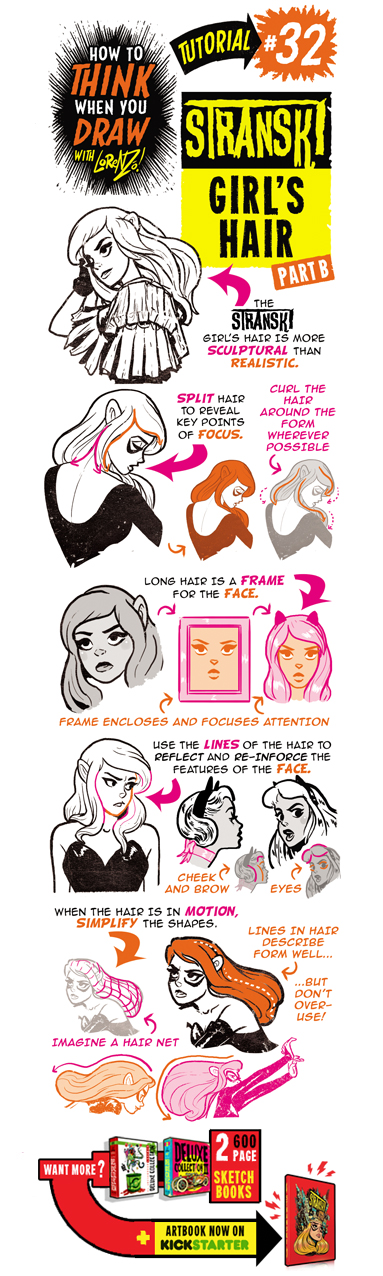 HOW TO
THINK
WHEN YOU
DRAW
WITH LORENZO!
TUTORIAL #32
STRANSKI
GIRL'S
HAIR
PART B
THE
STRANSKI
GIRL'S HAIR IS MORE
SCULPTURAL THAN
REALISTIC.
SPLIT HAIR
TO REVEAL
KEY POINTS
OF FOCUS.
CURL THE
HAIR
AROUND THE
FORM
WHEREVER
POSSIBLE
LONG HAIR IS A FRAME
FOR THE FACE.
FRAME ENCLOSES AND FOCUSES ATTENTION
USE THE LINES OF THE HAIR TO
REFLECT AND RE-INFORCE THE
FEATURES OF THE FACE.
CHEEK
AND BROW
EYES
WHEN THE HAIR IS IN MOTION,
SIMPLIFY THE SHAPES.
LINES IN HAIR
DESCRIBE
FORM WELL...
...BUT
DON'T
OVER-
USE!
IMAGINE A HAIR NET
WANT MORE?
DELUXE
COLLECTION
2 600
PAGE
SKETCH
BOOKS
+ ARTBOOK NOW ON
KICKSTARTER